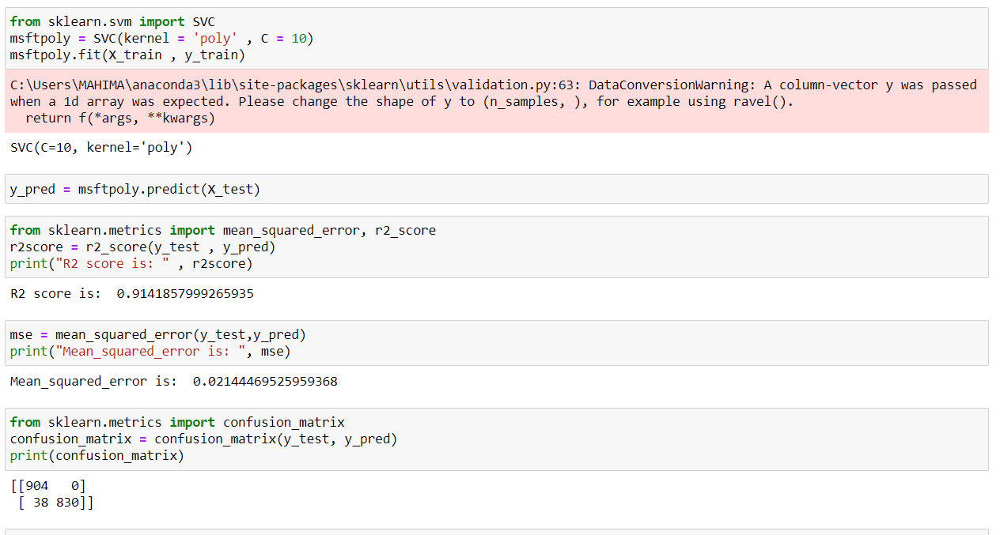 from sklearn.svm import SVC
msftpoly = SVC(kernel = 'poly' , C = 10)
msftpoly.fit(X_train , y_train)
C:\Users\MAHIMA\anaconda3\lib\site-packages\sklearn\utils\validation.py:63: DataConversionWarning: A column-vector y was passed
when a 1d array was expected. Please change the shape of y to (n_samples, ), for example using ravel().
  return f(*args, **kwargs)
SVC(C=10, kernel='poly')
y_pred = msftpoly.predict(X_test)
from sklearn.metrics import mean_squared_error, r2_score
r2score = r2_score(y_test , y_pred)
print("R2 score is: " , r2score)
R2 score is:  0.9141857999265935
mse = mean_squared_error(y_test,y_pred)
print("Mean_squared_error is: ", mse)
Mean_squared_error is:  0.02144469525959368
from sklearn.metrics import confusion_matrix
confusion_matrix = confusion_matrix(y_test, y_pred)
print(confusion_matrix)
[[904   0]
 [ 38 830]]